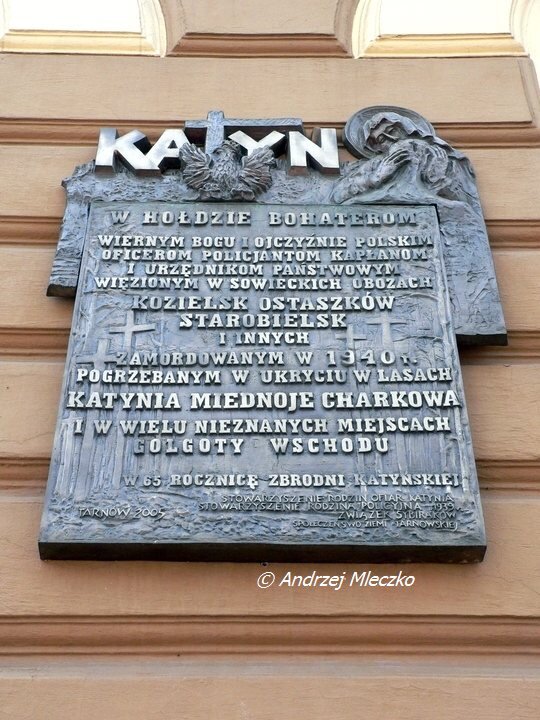 KATYN
W HOŁDZIE BOHATEROM
WIERNYM BOGU I OJCZYŹNIE POLSKIM
OFICEROM POLICJANTOM KAPŁANOM
I URZĘDNIKOM PAŃSTWOWYM
WIĘZIONYM W SOWIECKICH OBOZACH
KOZIELSK OSTASZKÓW
STAROBIELSK
I INNYCH
ZAMORDOWANYM W 1940 r.
POGRZEBANYM W UKRYCIU W LASACH
KATYNIA MIEDNOJE CHARKOWA
I W WIELU NIEZNANYCH MIEJSCACH
GOLGOTY WSCHODU
W 65 ROCZNICĘ ZBRODNI KATYŃSKIEJ
STOWARZYSZENIE RODZIN OFIAR KATYNIA
STOWARZYSZENIE RODZINA POLICYJNA 1939
TARNÓW 2005 ZWIĄZEK SYBIRAKÓW
SPOŁECZEŃSTWO ZIEMI TARNOWSKIEJ
© Andrzej Mleczko